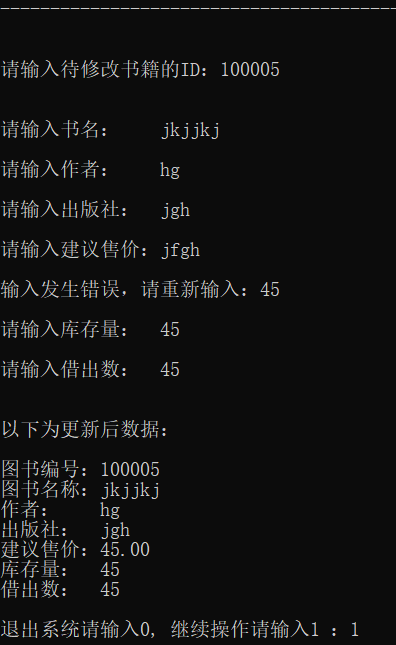 ----------------------------------------
请输入待修改书籍的ID：100005
请输入书名：    jkjjkj
请输入作者：    hg
请输入出版社：  jgh
请输入建议售价：jfgh
输入发生错误，请重新输入：45
请输入库存量：  45
请输入借出数：  45
以下为更新后数据：
图书编号：100005
图书名称：jkjjkj
作者：    hg
出版社：  jgh
建议售价：45.00
库存量：  45
借出数：  45
退出系统请输入0, 继续操作请输入1 ：1